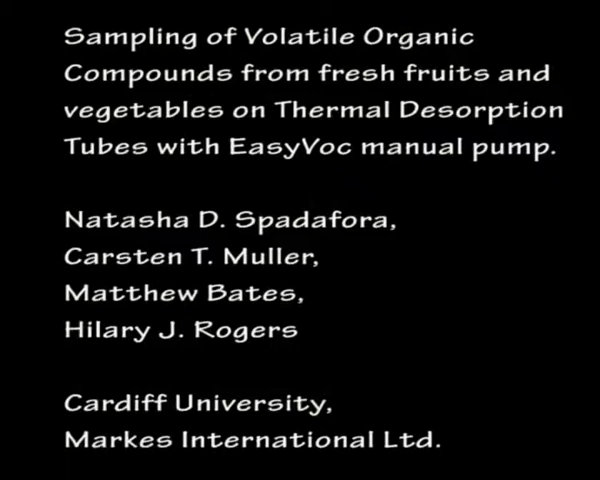 Sampling of Volatile Organic
Compounds from fresh fruits and
vegetables on Thermal Desorption
Tubes with EasyVoc manual pump.
Natasha D. Spadafora,
Carsten T. Muller,
Matthew Bates,
Hilary J. Rogers
Cardiff University,
Markes International Ltd.